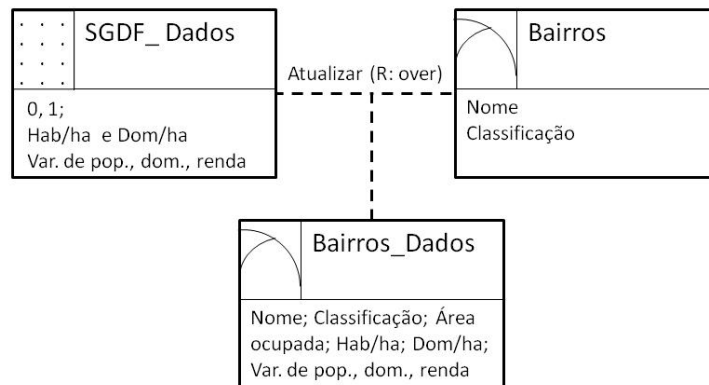 SGDF_ Dados
0, 1;
Hab/ha e Dom/ha
Var. de pop., dom., renda
Atualizar (R: over)
Bairros
Nome
Classificação
Bairros_Dados
Nome; Classificação; Área
ocupada; Hab/ha; Dom/ha;
Var. de pop., dom., renda